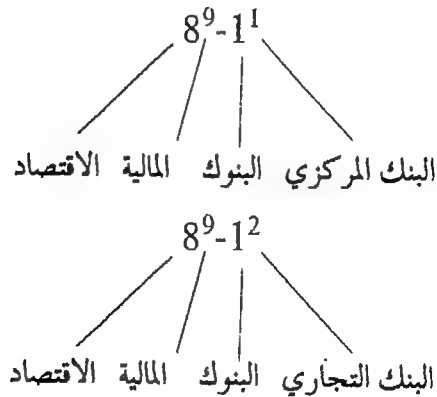 8⁹-1¹
البنك المركزي البنوك المالية الاقتصاد
8⁹-1²
البنك التجاري البنوك المالية الاقتصاد